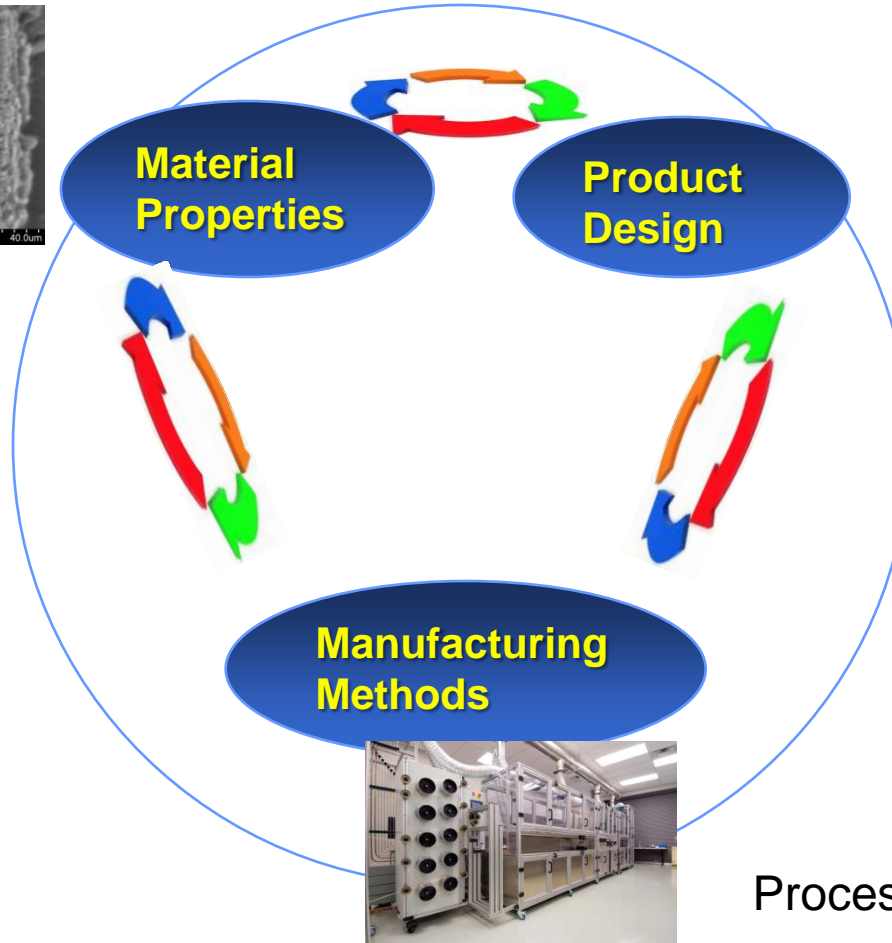 Material
Properties
Product
Design
40.0um
Manufacturing
Methods
Proces